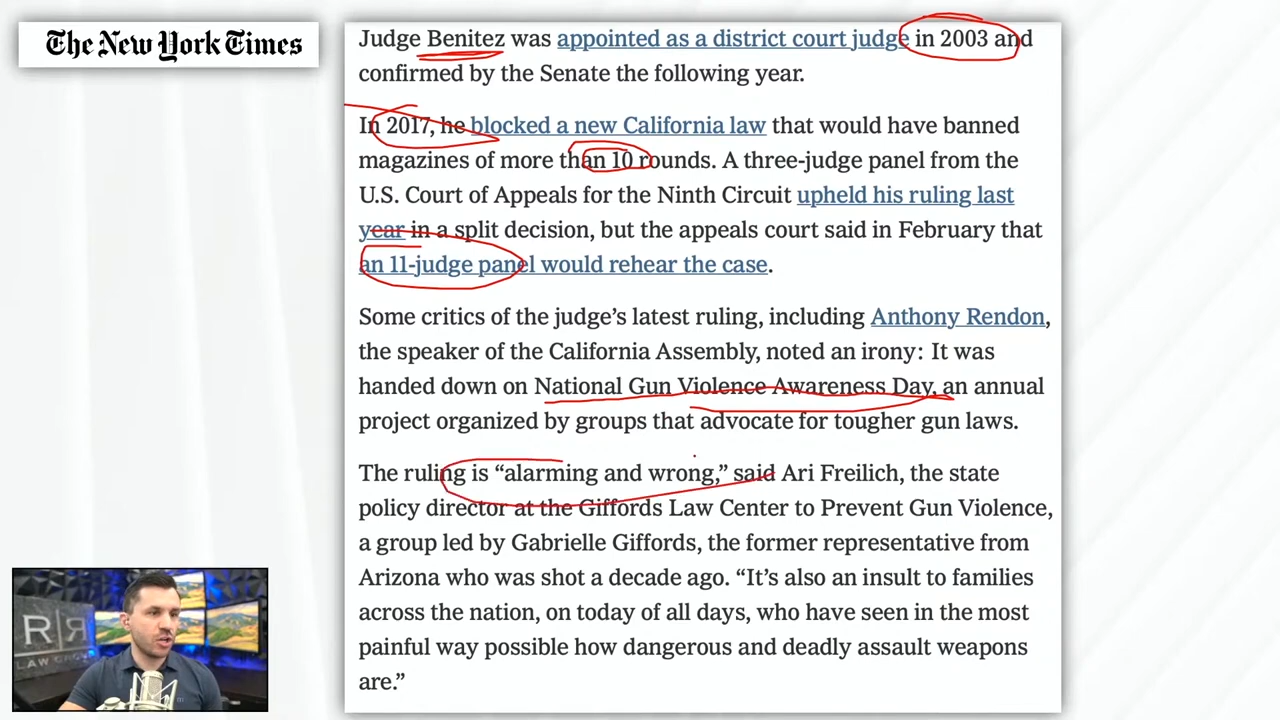 The New York Times
Judge Benitez was appointed as a district court judge in 2003 and
confirmed by the Senate the following year.
In 2017, he blocked a new California law that would have banned
magazines of more than 10 rounds. A three-judge panel from the
U.S. Court of Appeals for the Ninth Circuit upheld his ruling last
year in a split decision, but the appeals court said in February that
an 11-judge panel would rehear the case.
Some critics of the judge’s latest ruling, including Anthony Rendon,
the speaker of the California Assembly, noted an irony: It was
handed down on National Gun Violence Awareness Day, an annual
project organized by groups that advocate for tougher gun laws.
The ruling is “alarming and wrong,” said Ari Freilich, the state
policy director at the Giffords Law Center to Prevent Gun Violence,
a group led by Gabrielle Giffords, the former representative from
Arizona who was shot a decade ago. “It’s also an insult to families
across the nation, on today of all days, who have seen in the most
painful way possible how dangerous and deadly assault weapons
are.”
R|R
LAW GROUP